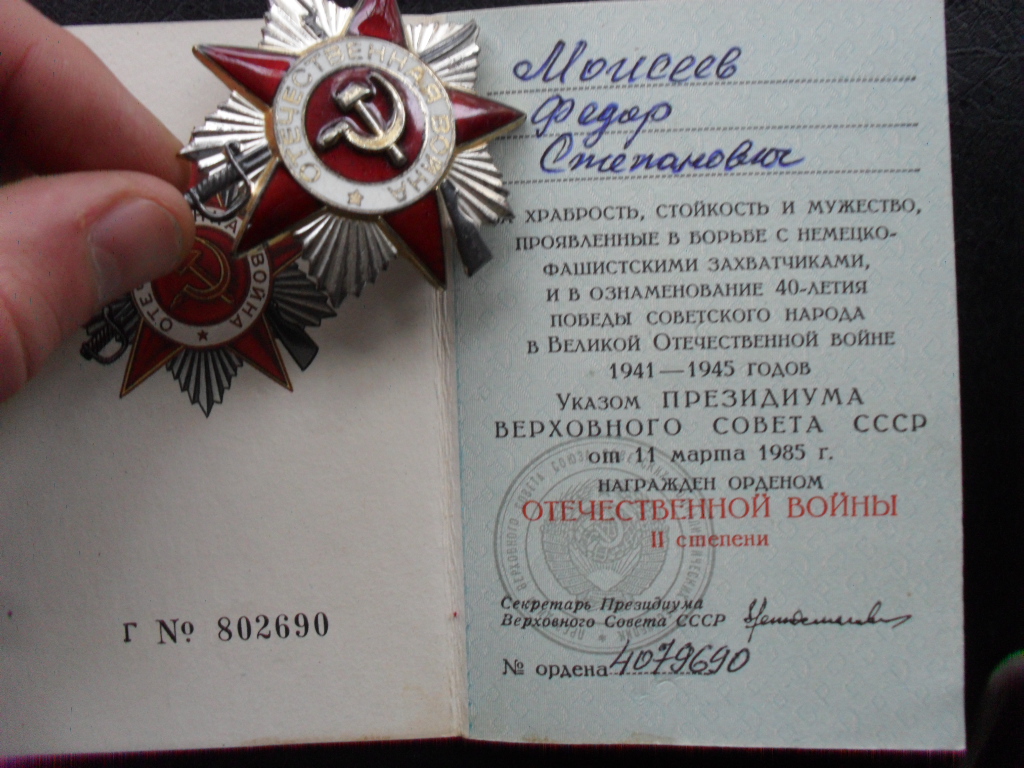 ОТЕЧЕСТВЕННАЯ ВОЙНА
ВОЙНА
ОТЕ
Г № 802690
Моисеев
Федор
Степанович
ХРАБРОСТЬ, СТОЙКОСТЬ И МУЖЕСТВО,
ПРОЯВЛЕННЫЕ В БОРЬБЕ С НЕМЕЦКО-
ФАШИСТСКИМИ ЗАХВАТЧИКАМИ,
И В ОЗНАМЕНОВАНИЕ 40-ЛЕТИЯ
ПОБЕДЫ СОВЕТСКОГО НАРОДА
В ВЕЛИКОЙ ОТЕЧЕСТВЕННОЙ ВОЙНЕ
1941—1945 ГОДОВ
УКАЗОМ ПРЕЗИДИУМА
ВЕРХОВНОГО СОВЕТА СССР
от 11 марта 1985 г.
НАГРАЖДЕН ОРДЕНОМ
ОТЕЧЕСТВЕННОЙ ВОЙНЫ
II степени
Секретарь Президиума
Верховного Совета СССР
№ ордена 4079690